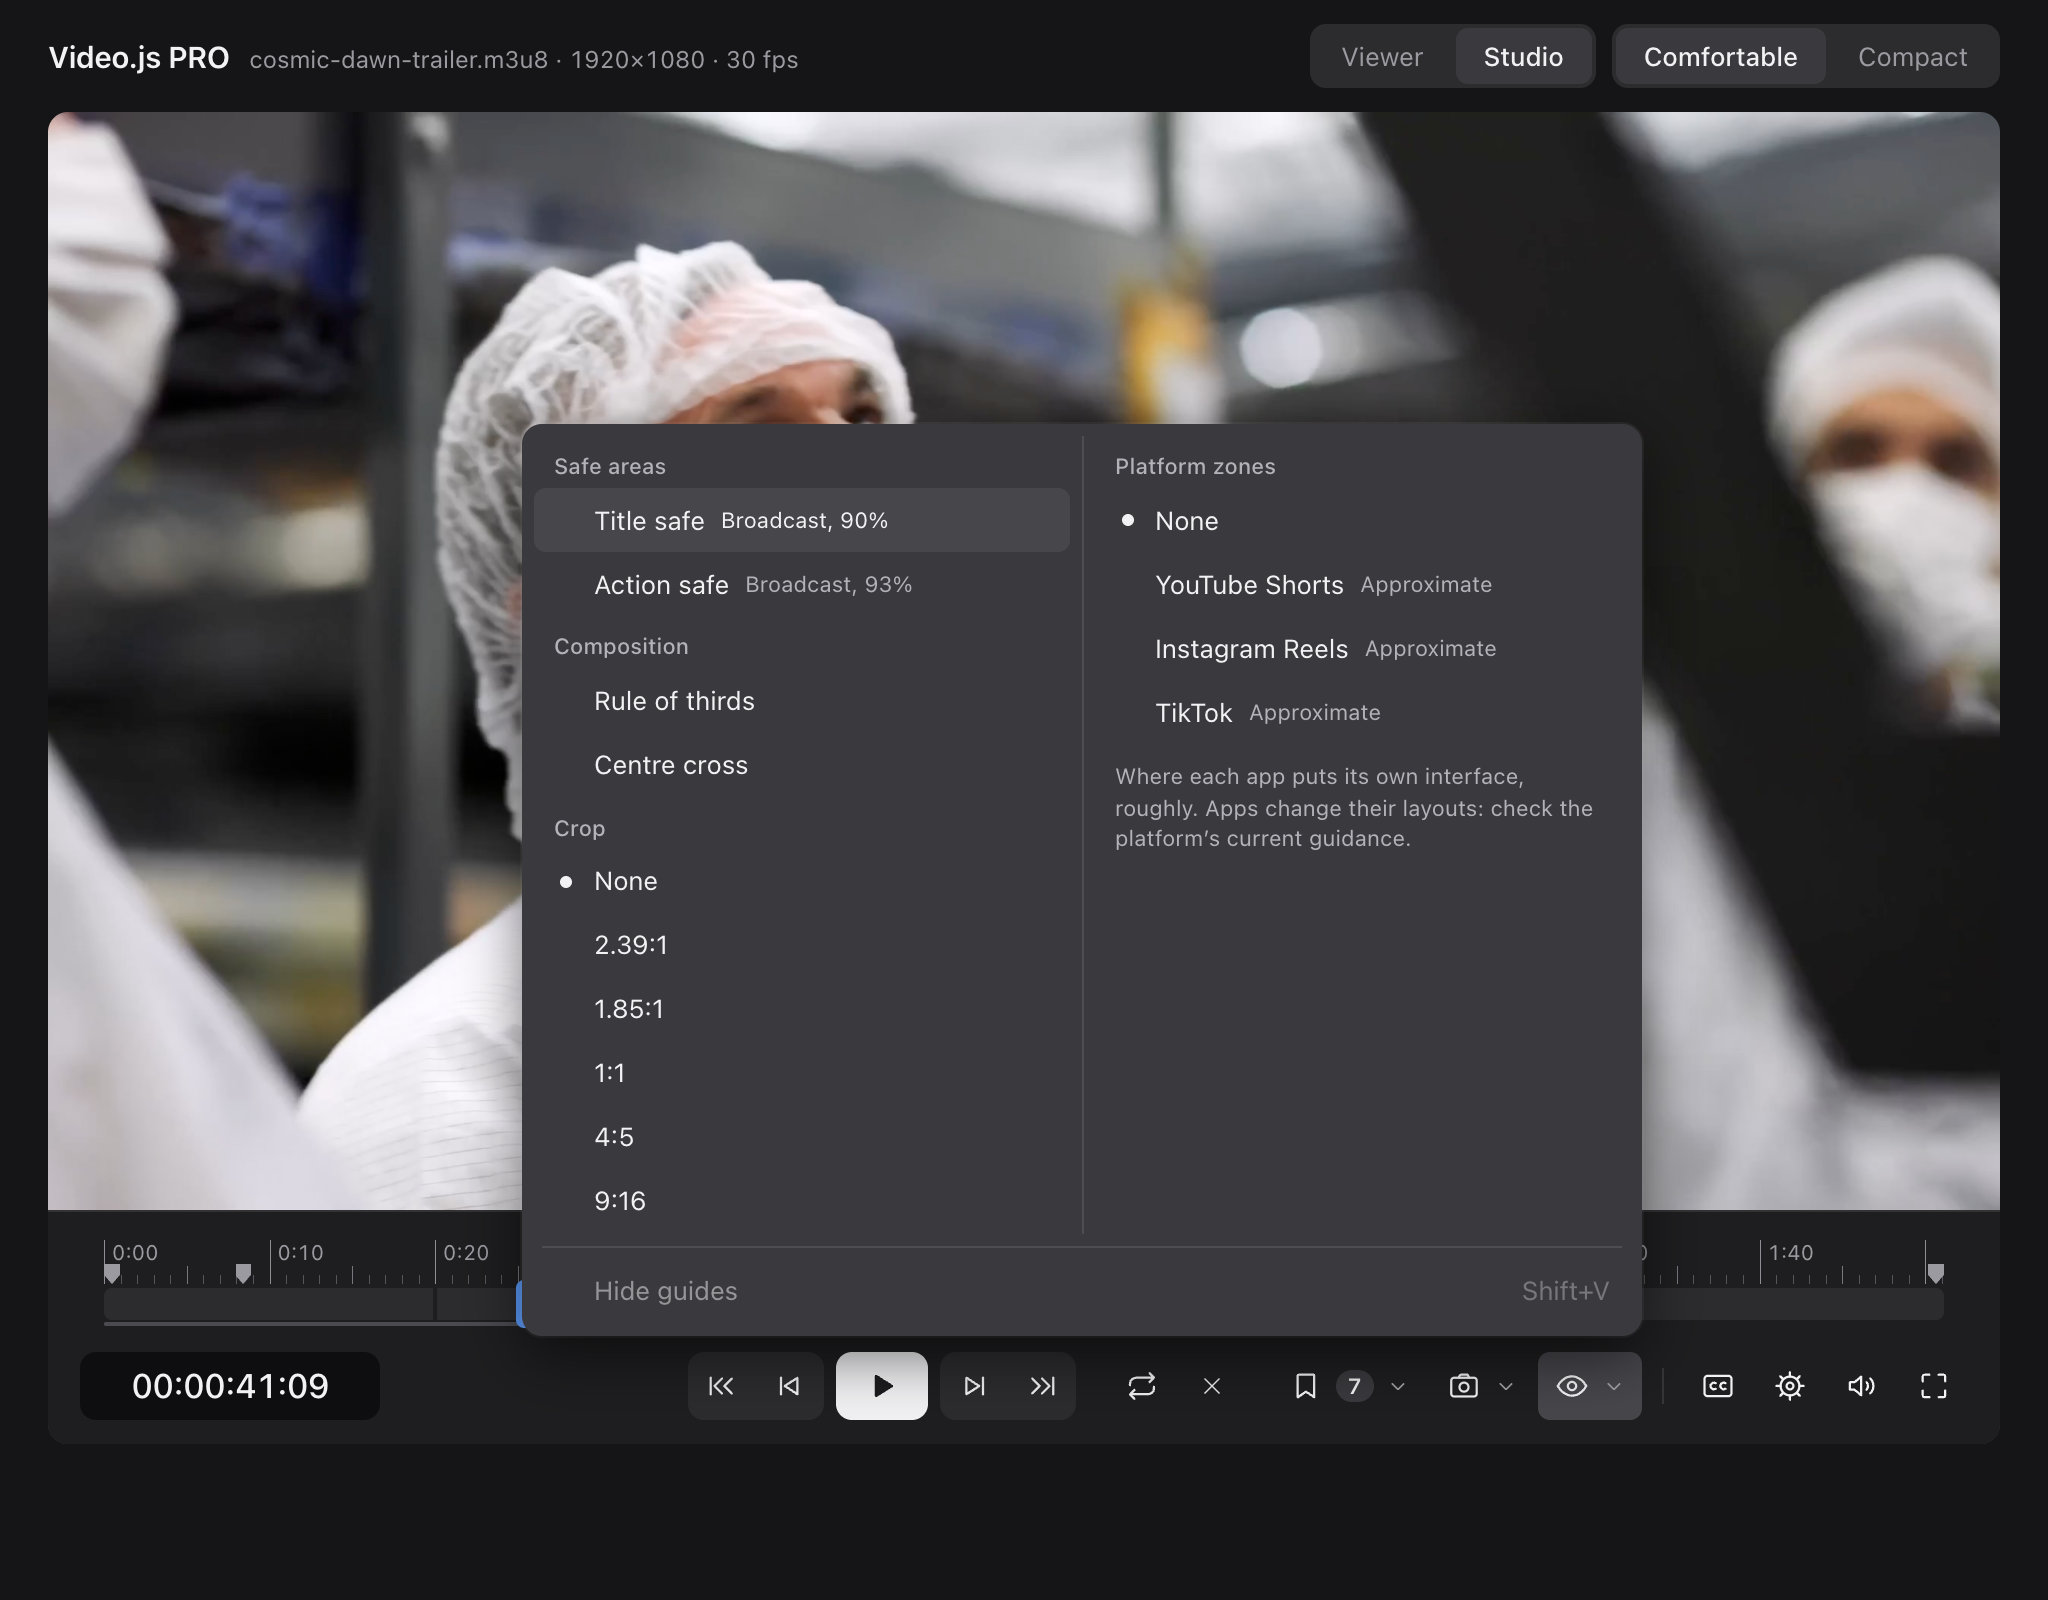 Video.js PRO cosmic-dawn-trailer.m3u8 · 1920×1080 · 30 fps
Viewer Studio Comfortable Compact
Safe areas
Title safe Broadcast, 90%
Action safe Broadcast, 93%
Composition
Rule of thirds
Centre cross
Crop
None
2.39:1
1.85:1
1:1
4:5
9:16
Platform zones
None
YouTube Shorts Approximate
Instagram Reels Approximate
TikTok Approximate
Where each app puts its own interface,
roughly. Apps change their layouts: check the
platform’s current guidance.
Hide guides Shift+V
0:00 0:10 0:20 1:40
00:00:41:09
7
CC